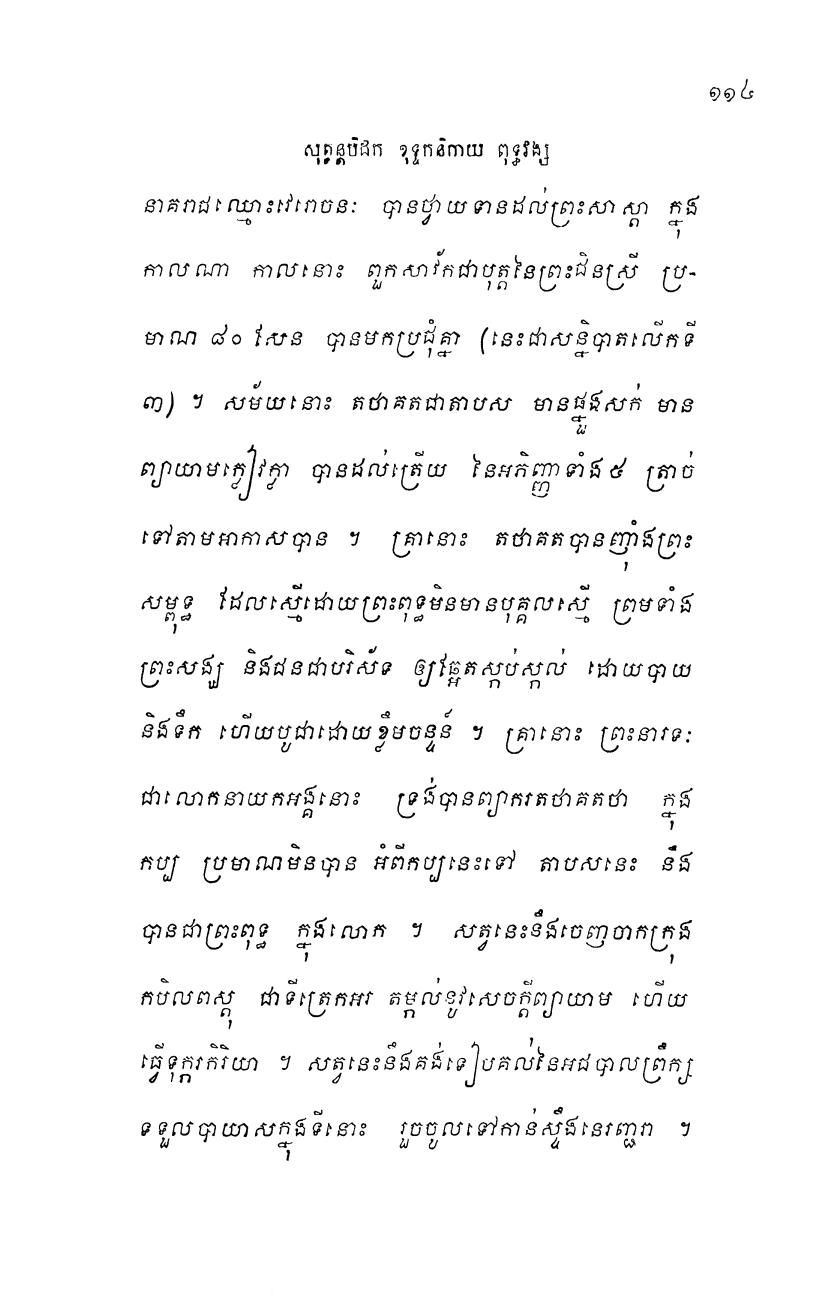 ១១៤
សុត្តន្តបិដក ខុទ្ទកនិកាយ ពុទ្ធវង្ស
នាគរាជឈ្មោះវេរោចនៈ បានថ្វាយទានដល់ព្រះសាស្តា ក្នុង
កាលណា កាលនោះ ពួកសាវ័កជាបុត្តនៃព្រះជិនស្រី ប្រ-
មាណ ៨០ សែន បានមកប្រជុំគ្នា (នេះជាសន្និបាតលើកទី
៣) ។ សម័យនោះ តថាគតជាតាបស មានផ្នួងសក់ មាន
ព្យាយាមក្លៀវក្លា បានដល់ត្រើយ នៃអភិញ្ញាទាំង៥ ត្រាច់
ទៅតាមអាកាសបាន ។ គ្រានោះ តថាគតបានញ៉ាំងព្រះ
សម្ពុទ្ធ ដែលស្មើដោយព្រះពុទ្ធមិនមានបុគ្គលស្មើ ព្រមទាំង
ព្រះសង្ឃ និងជនជាបរិស័ទ ឲ្យឆ្អែតស្កប់ស្កល់ ដោយបាយ
និងទឹក ហើយបូជាដោយខ្លឹមចន្ទន៍ ។ គ្រានោះ ព្រះនារទៈ
ជាលោកនាយកអង្គនោះ ទ្រង់បានព្យាករតថាគតថា ក្នុង
កប្ប ប្រមាណមិនបាន អំពីកប្បនេះទៅ តាបសនេះ នឹង
បានជាព្រះពុទ្ធ ក្នុងលោក ។ សត្វនេះនឹងចេញចាកក្រុង
កបិលពស្តុ ជាទីត្រេកអរ តម្កល់នូវសេចក្តីព្យាយាម ហើយ
ធ្វើទុក្ករកិរិយា ។ សត្វនេះនឹងគង់ទៀបគល់នៃអជបាលព្រឹក្ស
ទទួលបាយាសក្នុងទីនោះ រួចចូលទៅកាន់ស្ទឹងនេរញ្ជរា ។